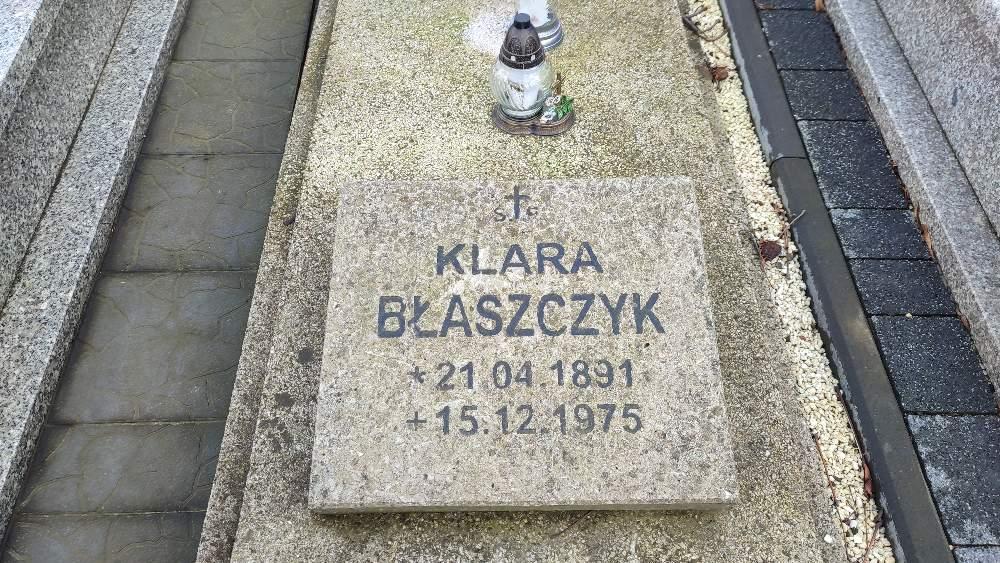 S † P
KLARA
BŁASZCZYK
* 21.04.1891
+ 15.12.1975